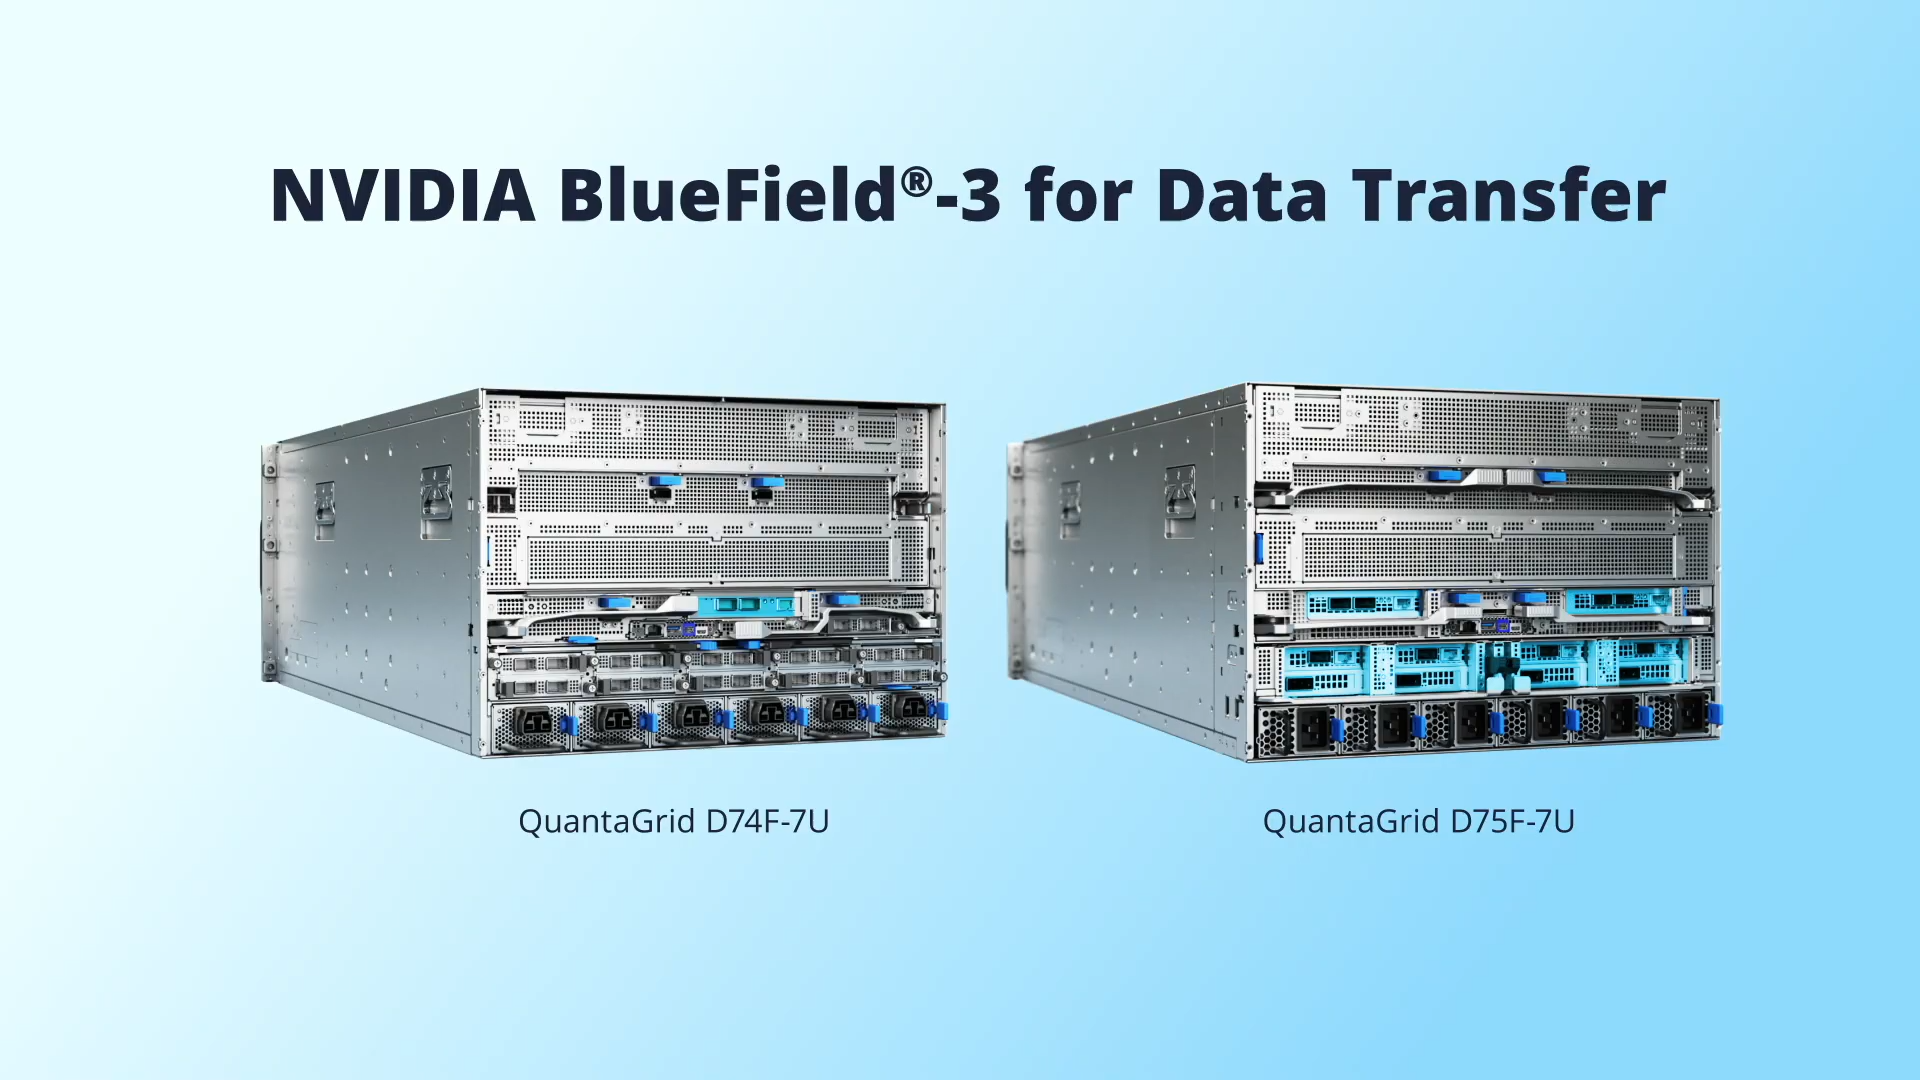 NVIDIA BlueField®-3 for Data Transfer
QuantaGrid D74F-7U
QuantaGrid D75F-7U